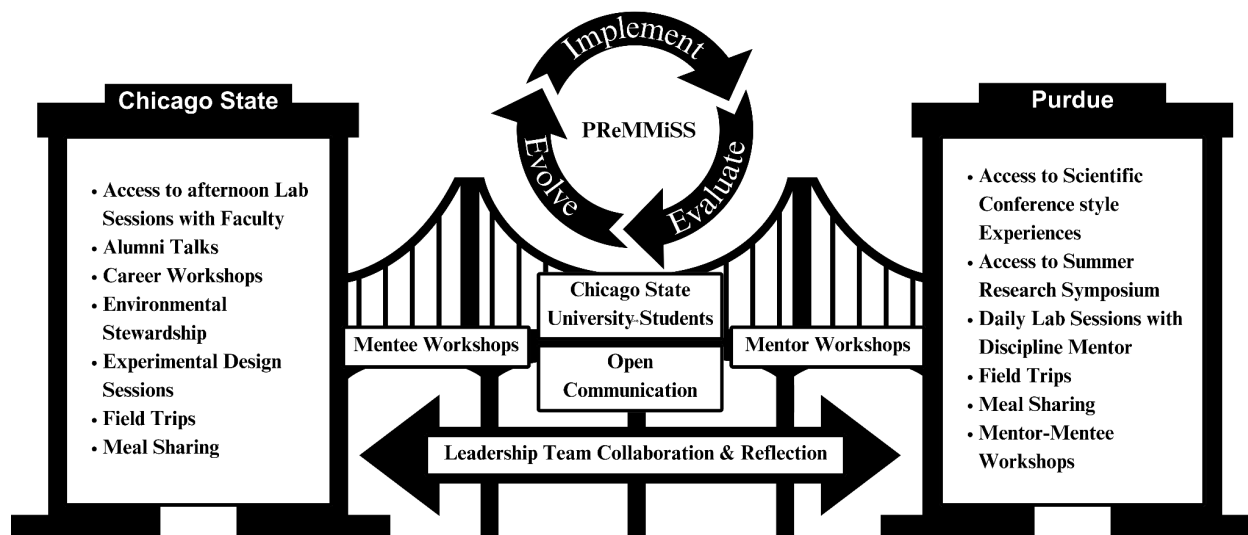 Implement
PReMMiSS
Evolve
Evaluate
Chicago State
• Access to afternoon Lab
Sessions with Faculty
• Alumni Talks
• Career Workshops
• Environmental
Stewardship
• Experimental Design
Sessions
• Field Trips
• Meal Sharing
Mentee Workshops
Chicago State
University-Students
Open
Communication
Mentor Workshops
Leadership Team Collaboration & Reflection
Purdue
• Access to Scientific
Conference style
Experiences
• Access to Summer
Research Symposium
• Daily Lab Sessions with
Discipline Mentor
• Field Trips
• Meal Sharing
• Mentor-Mentee
Workshops